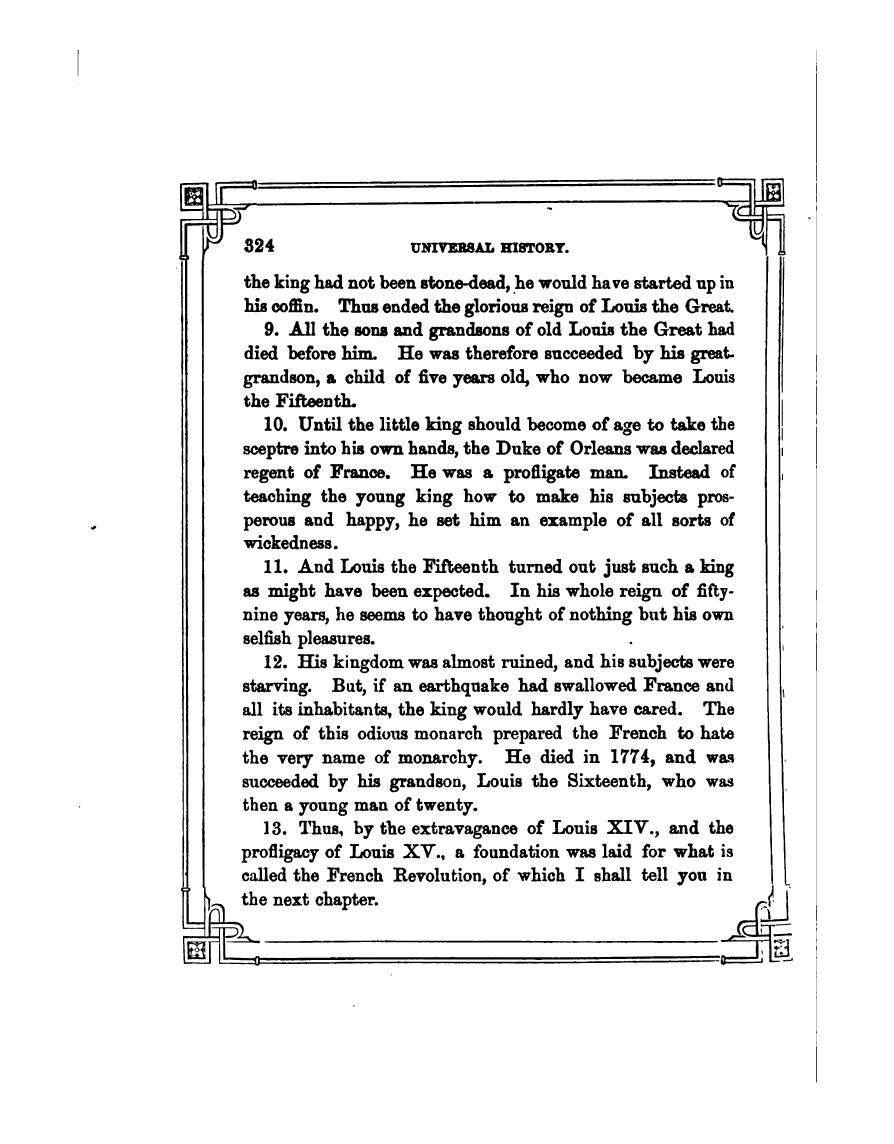 324 UNIVERSAL HISTORY.
the king had not been stone-dead, he would have started up in
his coffin. Thus ended the glorious reign of Louis the Great.
9. All the sons and grandsons of old Louis the Great had
died before him. He was therefore succeeded by his great-
grandson, a child of five years old, who now became Louis
the Fifteenth.
10. Until the little king should become of age to take the
sceptre into his own hands, the Duke of Orleans was declared
regent of France. He was a profligate man. Instead of
teaching the young king how to make his subjects pros-
perous and happy, he set him an example of all sorts of
wickedness.
11. And Louis the Fifteenth turned out just such a king
as might have been expected. In his whole reign of fifty-
nine years, he seems to have thought of nothing but his own
selfish pleasures.
12. His kingdom was almost ruined, and his subjects were
starving. But, if an earthquake had swallowed France and
all its inhabitants, the king would hardly have cared. The
reign of this odious monarch prepared the French to hate
the very name of monarchy. He died in 1774, and was
succeeded by his grandson, Louis the Sixteenth, who was
then a young man of twenty.
13. Thus, by the extravagance of Louis XIV., and the
profligacy of Louis XV., a foundation was laid for what is
called the French Revolution, of which I shall tell you in
the next chapter.